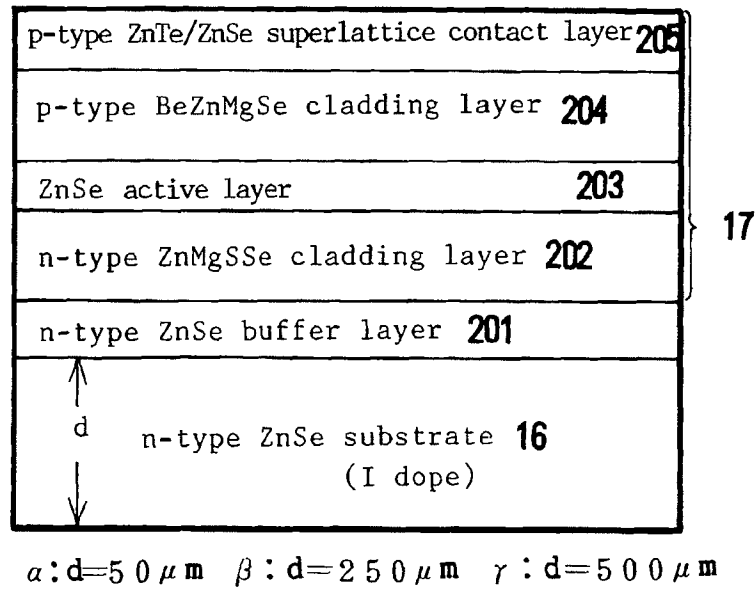 p-type ZnTe/ZnSe superlattice contact layer 205
p-type BeZnMgSe cladding layer 204
ZnSe active layer 203
17
n-type ZnMgSSe cladding layer 202
n-type ZnSe buffer layer 201
d
n-type ZnSe substrate 16
(I dope)
α:d=50μm β:d=250μm γ:d=500μm